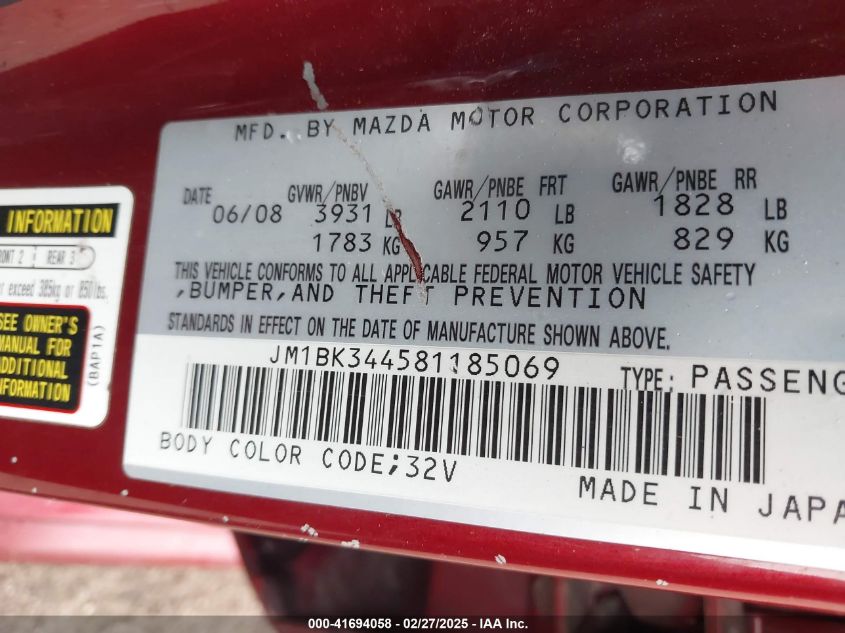 MFD. BY MAZDA MOTOR CORPORATION
DATE GVWR/PNBV GAWR/PNBE FRT GAWR/PNBE RR
06/08 3931 LB 2110 LB 1828 LB
1783 KG 957 KG 829 KG
THIS VEHICLE CONFORMS TO ALL APPLICABLE FEDERAL MOTOR VEHICLE SAFETY
,BUMPER,AND THEFT PREVENTION
STANDARDS IN EFFECT ON THE DATE OF MANUFACTURE SHOWN ABOVE.
JM1BK344581185069 TYPE: PASSENG
BODY COLOR CODE;32V
MADE IN JAPA
INFORMATION
FRONT 2 REAR 3
exceed 385kg or 850 lbs.
SEE OWNER'S
MANUAL FOR
ADDITIONAL
INFORMATION
(BAP1A)
000-41694058 - 02/27/2025 - IAA Inc.